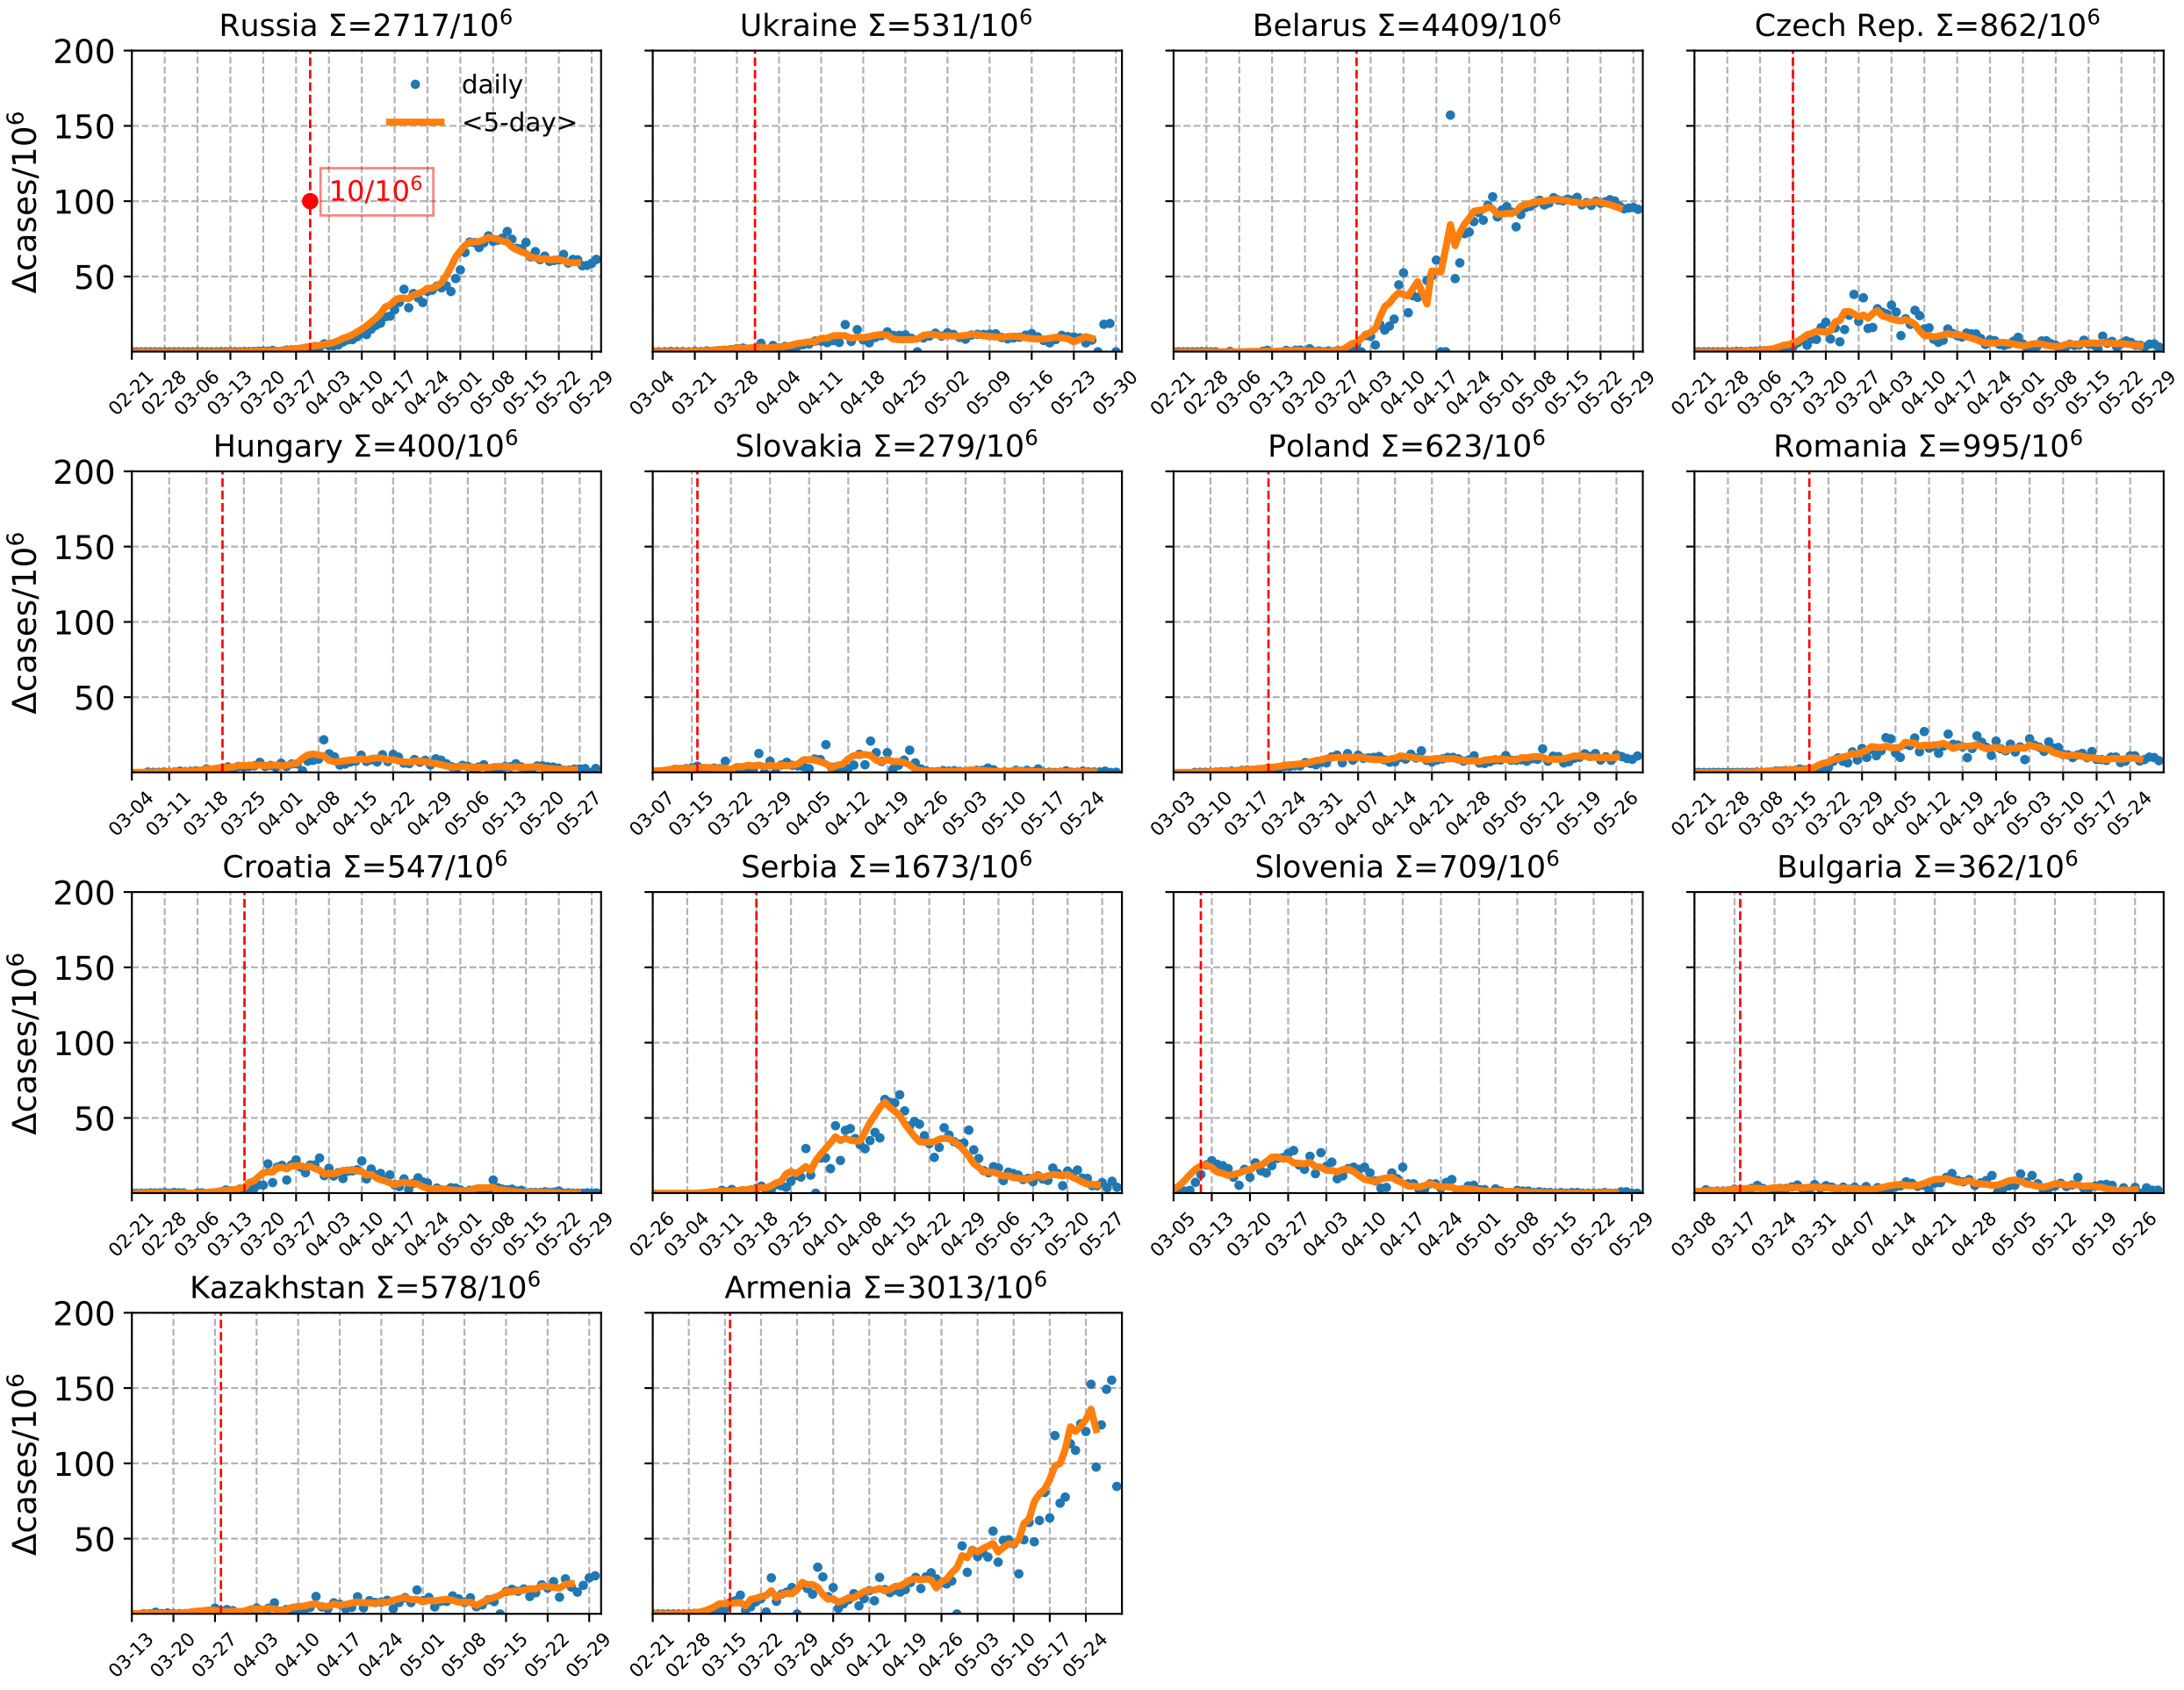 Russia Σ=2717/10⁶
Ukraine Σ=531/10⁶
Belarus Σ=4409/10⁶
Czech Rep. Σ=862/10⁶
Δcases/10⁶
200
150
100
50
daily
<5-day>
10/10⁶
02-21 02-28 03-06 03-13 03-20 03-27 04-03 04-10 04-17 04-24 05-01 05-08 05-15 05-22 05-29
03-04 03-21 03-28 04-04 04-11 04-18 04-25 05-02 05-09 05-16 05-23 05-30
02-21 02-28 03-06 03-13 03-20 03-27 04-03 04-10 04-17 04-24 05-01 05-08 05-15 05-22 05-29
02-21 02-28 03-06 03-13 03-20 03-27 04-03 04-10 04-17 04-24 05-01 05-08 05-15 05-22 05-29
Hungary Σ=400/10⁶
Slovakia Σ=279/10⁶
Poland Σ=623/10⁶
Romania Σ=995/10⁶
Δcases/10⁶
200
150
100
50
03-04 03-11 03-18 03-25 04-01 04-08 04-15 04-22 04-29 05-06 05-13 05-20 05-27
03-07 03-15 03-22 03-29 04-05 04-12 04-19 04-26 05-03 05-10 05-17 05-24
03-03 03-10 03-17 03-24 03-31 04-07 04-14 04-21 04-28 05-05 05-12 05-19 05-26
02-21 02-28 03-08 03-15 03-22 03-29 04-05 04-12 04-19 04-26 05-03 05-10 05-17 05-24
Croatia Σ=547/10⁶
Serbia Σ=1673/10⁶
Slovenia Σ=709/10⁶
Bulgaria Σ=362/10⁶
Δcases/10⁶
200
150
100
50
02-21 02-28 03-06 03-13 03-20 03-27 04-03 04-10 04-17 04-24 05-01 05-08 05-15 05-22 05-29
02-26 03-04 03-11 03-18 03-25 04-01 04-08 04-15 04-22 04-29 05-06 05-13 05-20 05-27
03-05 03-13 03-20 03-27 04-03 04-10 04-17 04-24 05-01 05-08 05-15 05-22 05-29
03-08 03-17 03-24 03-31 04-07 04-14 04-21 04-28 05-05 05-12 05-19 05-26
Kazakhstan Σ=578/10⁶
Armenia Σ=3013/10⁶
Δcases/10⁶
200
150
100
50
03-13 03-20 03-27 04-03 04-10 04-17 04-24 05-01 05-08 05-15 05-22 05-29
02-21 02-28 03-15 03-22 03-29 04-05 04-12 04-19 04-26 05-03 05-10 05-17 05-24